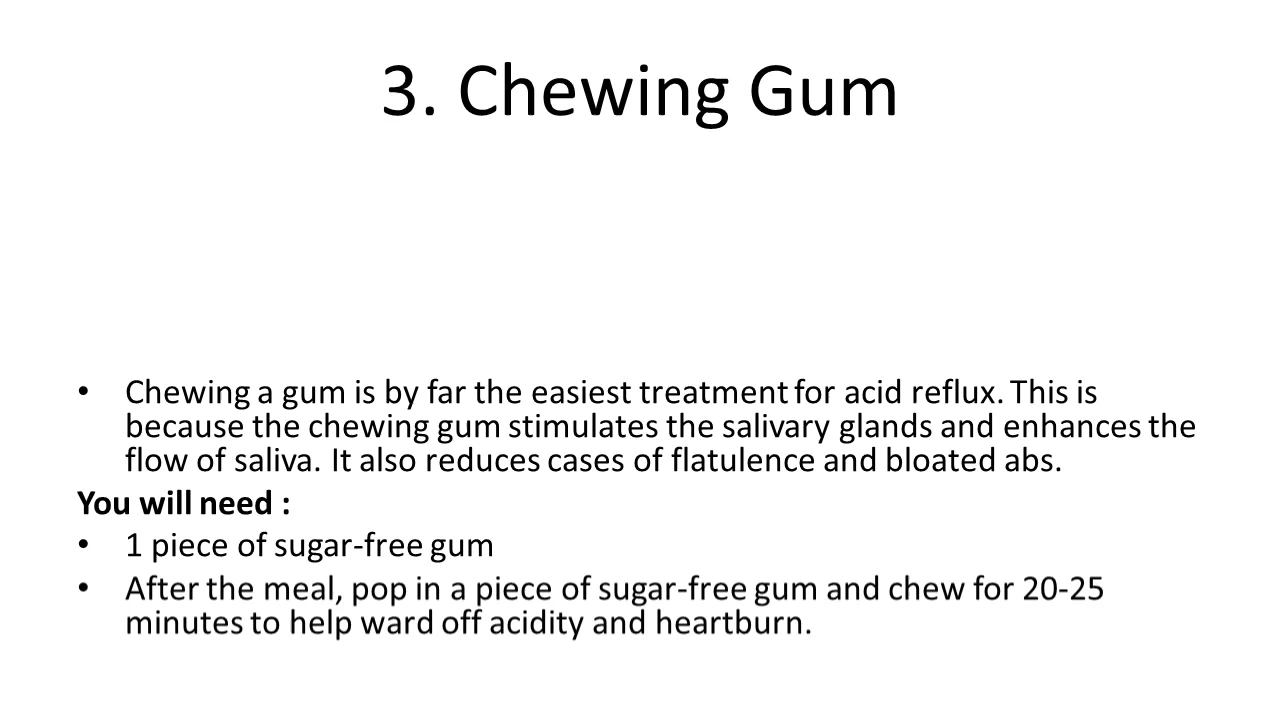 3. Chewing Gum
• Chewing a gum is by far the easiest treatment for acid reflux. This is
because the chewing gum stimulates the salivary glands and enhances the
flow of saliva. It also reduces cases of flatulence and bloated abs.
You will need :
• 1 piece of sugar-free gum
• After the meal, pop in a piece of sugar-free gum and chew for 20-25
minutes to help ward off acidity and heartburn.